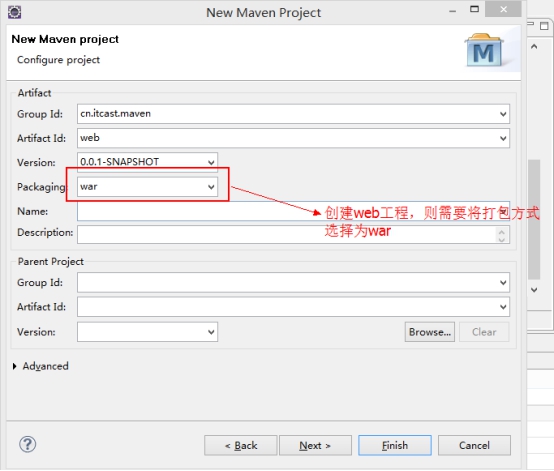 New Maven Project
New Maven project
Configure project
M
Artifact
Group Id: cn.itcast.maven
Artifact Id: web
Version: 0.0.1-SNAPSHOT
Packaging war
Name:
创建web工程，则需要将打包方式
选择为war
Description:
Parent Project
Group Id:
Artifact Id:
Version: Browse... Clear
Advanced
? < Back Next > Finish Cancel